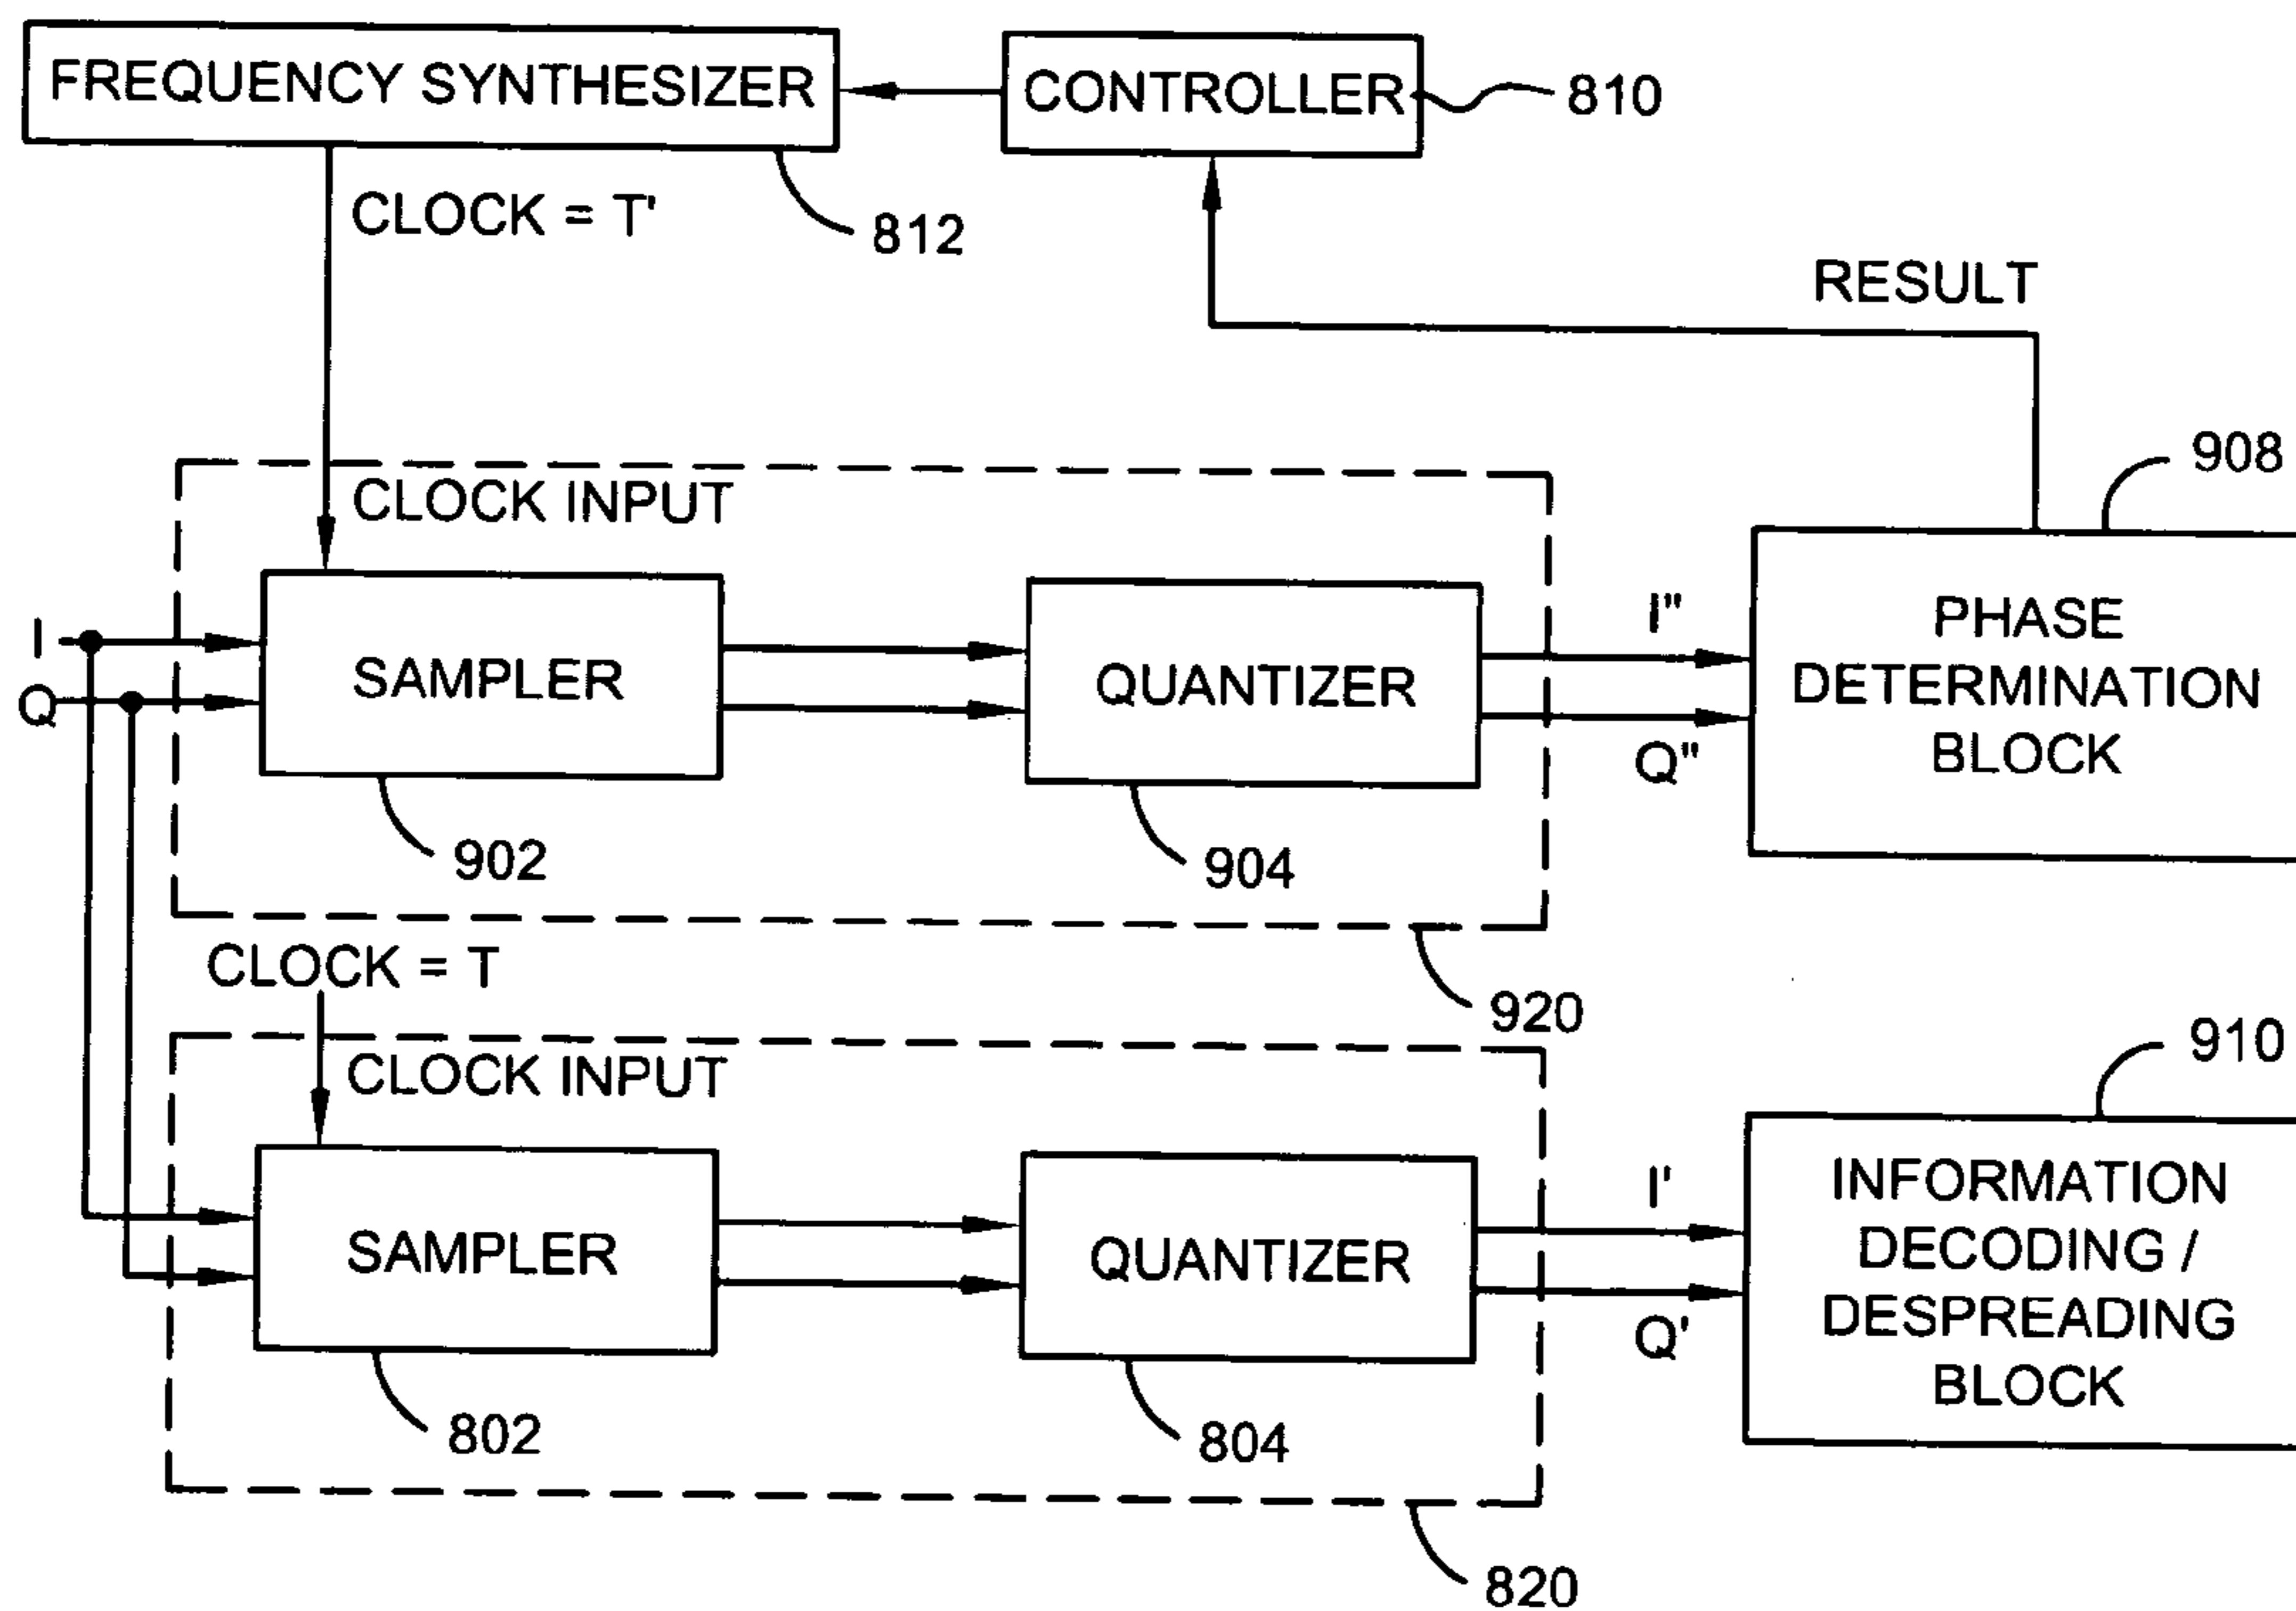 FREQUENCY SYNTHESIZER
CONTROLLER
810
CLOCK = T'
812
RESULT
908
CLOCK INPUT
I
Q
SAMPLER
QUANTIZER
I"
Q"
PHASE
DETERMINATION
BLOCK
902
904
920
CLOCK = T
910
CLOCK INPUT
SAMPLER
QUANTIZER
I'
Q'
INFORMATION
DECODING /
DESPREADING
BLOCK
802
804
820